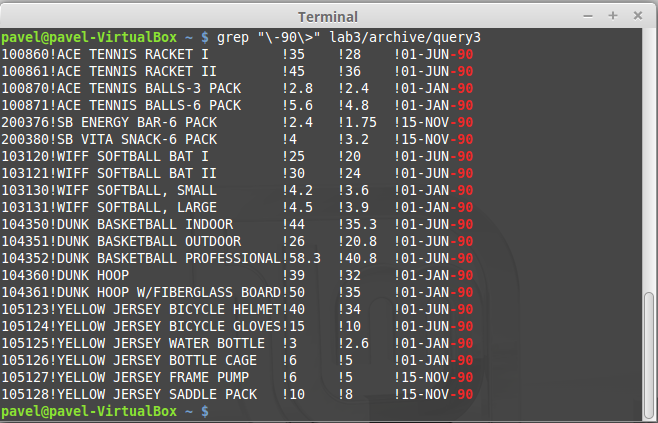 Terminal
pavel@pavel-VirtualBox ~ $ grep "\-90\>" lab3/archive/query3
100860!ACE TENNIS RACKET I         !35    !28    !01-JUN-90
100861!ACE TENNIS RACKET II        !45    !36    !01-JUN-90
100870!ACE TENNIS BALLS-3 PACK     !2.8   !2.4   !01-JAN-90
100871!ACE TENNIS BALLS-6 PACK     !5.6   !4.8   !01-JAN-90
200376!SB ENERGY BAR-6 PACK        !2.4   !1.75  !15-NOV-90
200380!SB VITA SNACK-6 PACK        !4     !3.2   !15-NOV-90
103120!WIFF SOFTBALL BAT I         !25    !20    !01-JUN-90
103121!WIFF SOFTBALL BAT II        !30    !24    !01-JUN-90
103130!WIFF SOFTBALL, SMALL        !4.2   !3.6   !01-JAN-90
103131!WIFF SOFTBALL, LARGE        !4.5   !3.9   !01-JAN-90
104350!DUNK BASKETBALL INDOOR      !44    !35.3  !01-JUN-90
104351!DUNK BASKETBALL OUTDOOR     !26    !20.8  !01-JUN-90
104352!DUNK BASKETBALL PROFESSIONAL!58.3  !40.8  !01-JUN-90
104360!DUNK HOOP                   !39    !32    !01-JAN-90
104361!DUNK HOOP W/FIBERGLASS BOARD!50    !35    !01-JAN-90
105123!YELLOW JERSEY BICYCLE HELMET!40    !34    !01-JUN-90
105124!YELLOW JERSEY BICYCLE GLOVES!15    !10    !01-JUN-90
105125!YELLOW JERSEY WATER BOTTLE  !3     !2.6   !01-JAN-90
105126!YELLOW JERSEY BOTTLE CAGE   !6     !5     !01-JAN-90
105127!YELLOW JERSEY FRAME PUMP    !6     !5     !15-NOV-90
105128!YELLOW JERSEY SADDLE PACK   !10    !8     !15-NOV-90
pavel@pavel-VirtualBox ~ $